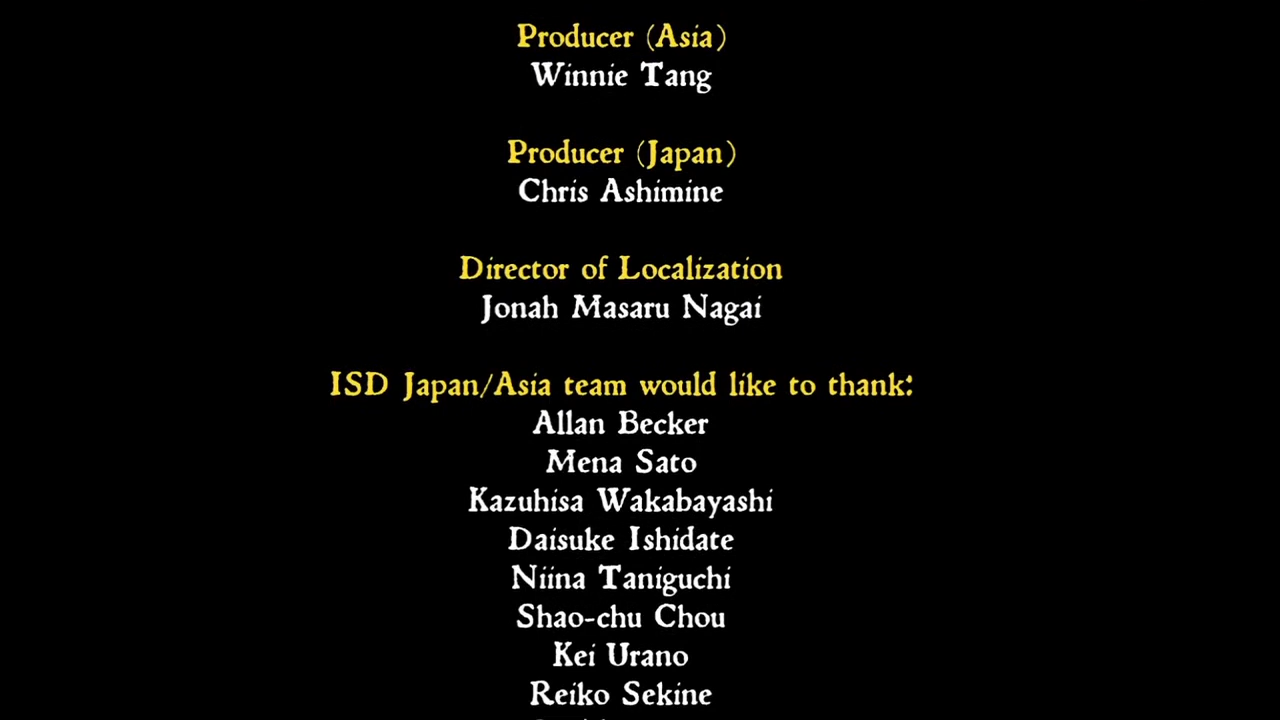 Producer (Asia)
Winnie Tang
Producer (Japan)
Chris Ashimine
Director of Localization
Jonah Masaru Nagai
ISD Japan/Asia team would like to thank:
Allan Becker
Mena Sato
Kazuhisa Wakabayashi
Daisuke Ishidate
Niina Taniguchi
Shao-chu Chou
Kei Urano
Reiko Sekine